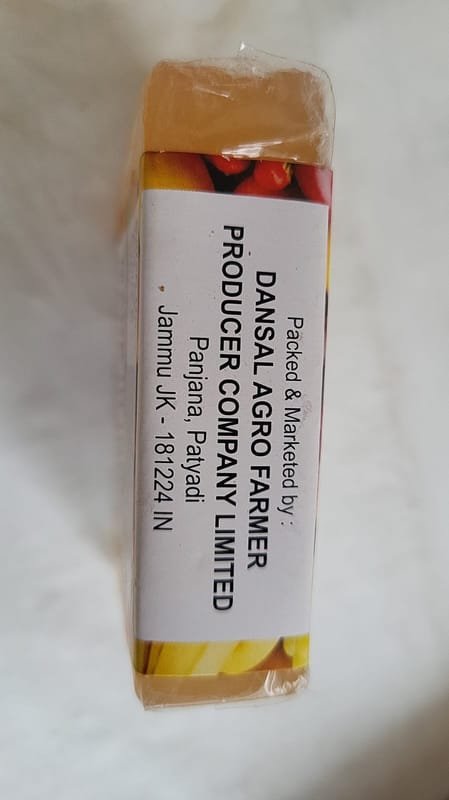 Packed & Marketed by :
DANSAL AGRO FARMER
PRODUCER COMPANY LIMITED
Panjana, Patyadi
Jammu JK - 181224 IN